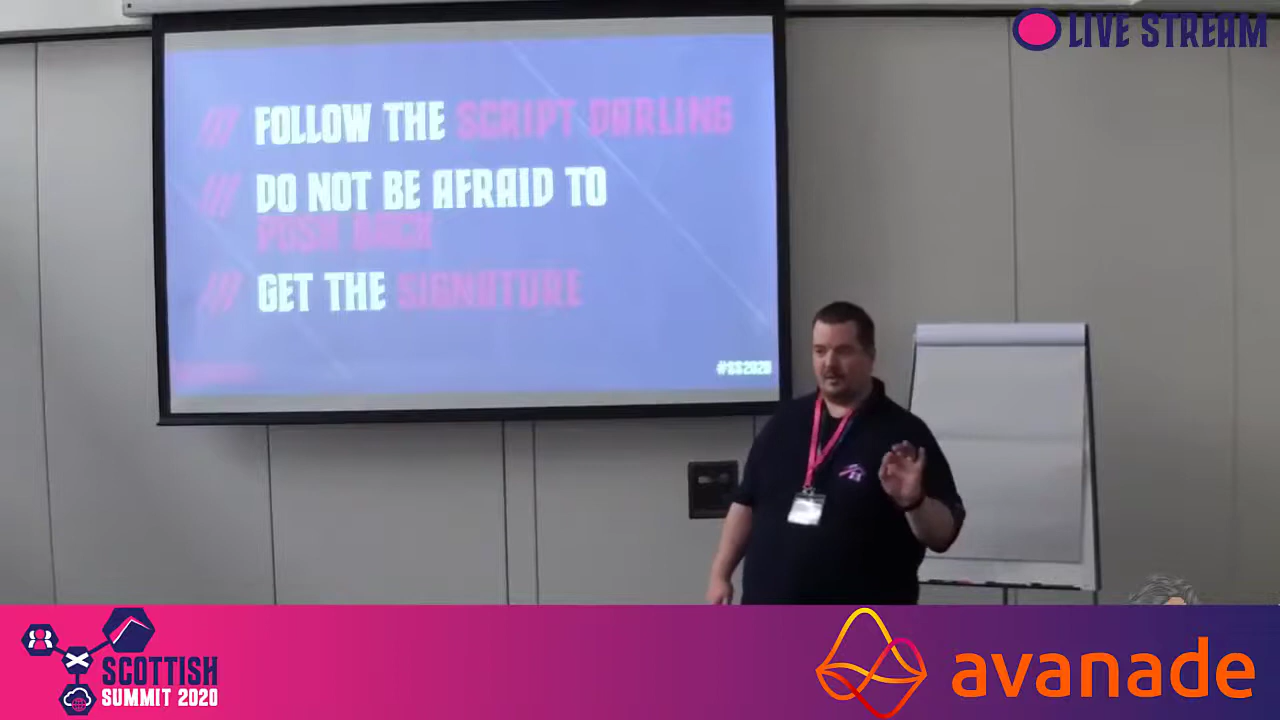 LIVE STREAM
FOLLOW THE SCRIPT DARLING
DO NOT BE AFRAID TO
PUSH BACK
GET THE SIGNATURE
#SS2020
SCOTTISH
SUMMIT 2020
avanade